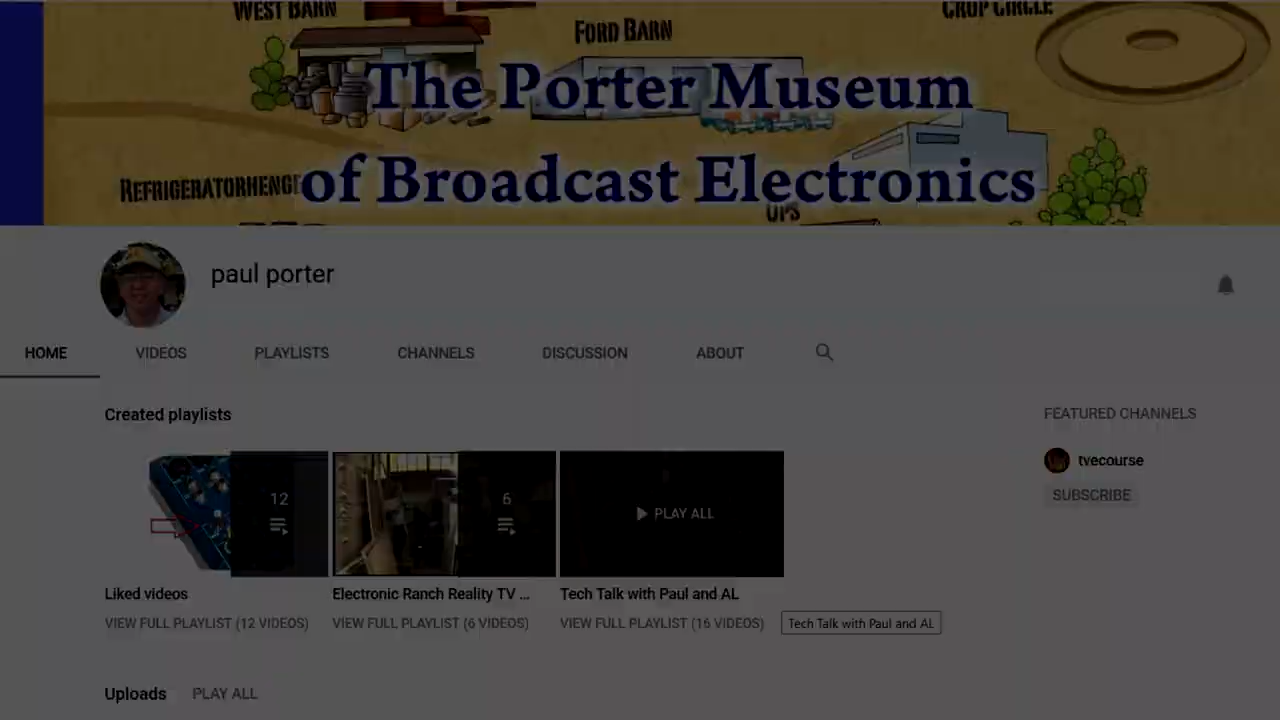 WEST BARN
FORD BARN
CROP CIRCLE
The Porter Museum
REFRIGERATORHENGE
of Broadcast Electronics
UPS
paul porter
HOME VIDEOS PLAYLISTS CHANNELS DISCUSSION ABOUT
Created playlists
FEATURED CHANNELS
tvecourse
SUBSCRIBE
12
6
PLAY ALL
Liked videos
Electronic Ranch Reality TV ...
Tech Talk with Paul and AL
VIEW FULL PLAYLIST (12 VIDEOS)
VIEW FULL PLAYLIST (6 VIDEOS)
VIEW FULL PLAYLIST (16 VIDEOS)
Tech Talk with Paul and AL
Uploads PLAY ALL